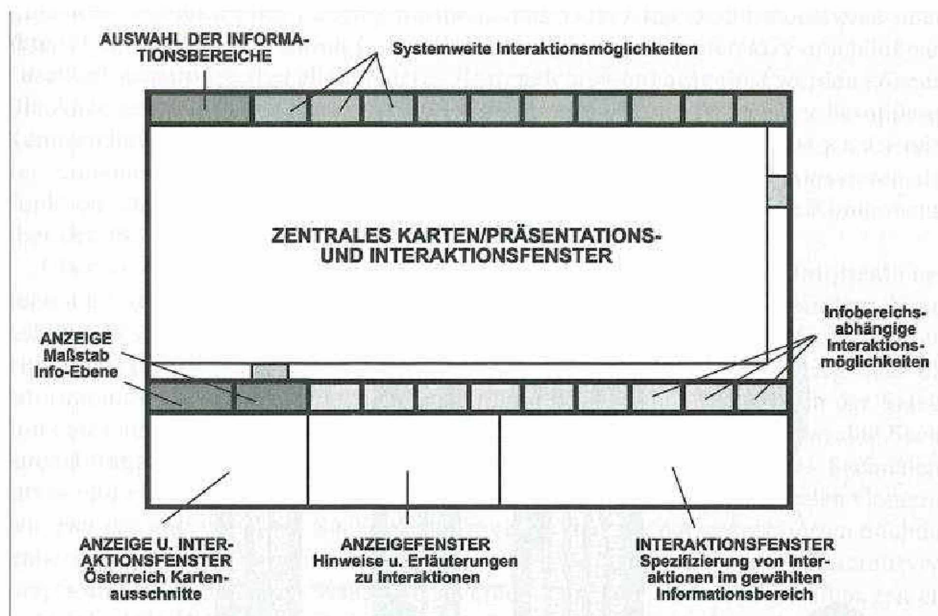 AUSWAHL DER INFORMA-
TIONSBEREICHE
Systemweite Interaktionsmöglichkeiten
ZENTRALES KARTEN/PRÄSENTATIONS-
UND INTERAKTIONSFENSTER
ANZEIGE
Maßstab
Info-Ebene
Infobereichs-
abhängige
Interaktions-
möglichkeiten
ANZEIGE U. INTER-
AKTIONSFENSTER
Österreich Karten-
ausschnitte
ANZEIGEFENSTER
Hinweise u. Erläuterungen
zu Interaktionen
INTERAKTIONSFENSTER
Spezifizierung von Inter-
aktionen im gewählten
Informationsbereich